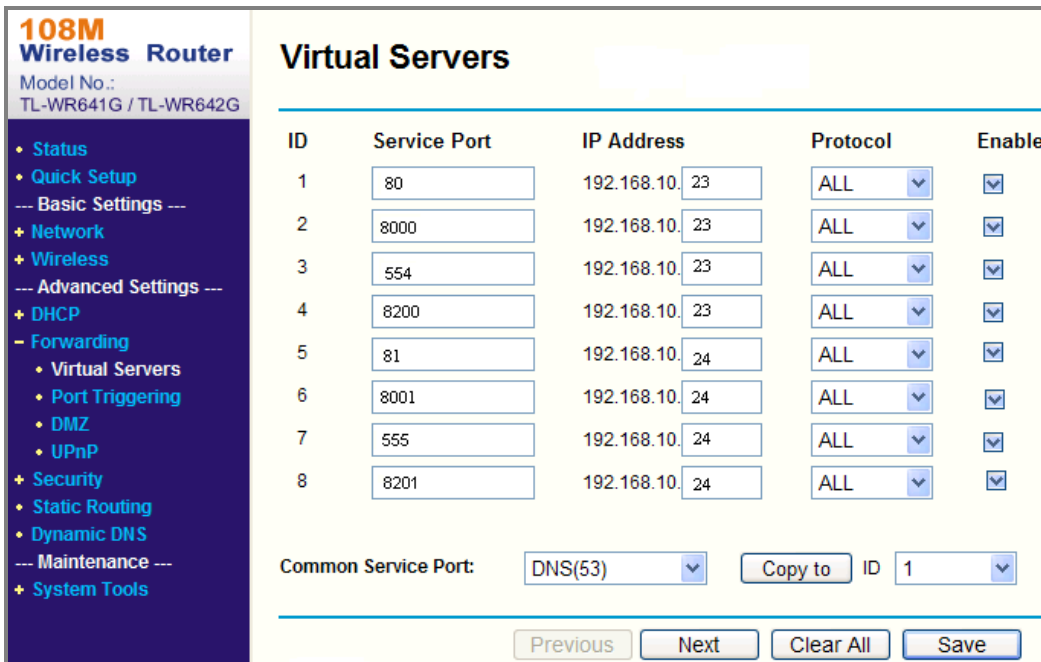 108M
Wireless Router
Model No.:
TL-WR641G / TL-WR642G
• Status
• Quick Setup
--- Basic Settings ---
+ Network
+ Wireless
--- Advanced Settings ---
+ DHCP
– Forwarding
• Virtual Servers
• Port Triggering
• DMZ
• UPnP
+ Security
• Static Routing
• Dynamic DNS
--- Maintenance ---
+ System Tools
Virtual Servers
ID Service Port IP Address Protocol Enable
1 80 192.168.10. 23 ALL
2 8000 192.168.10. 23 ALL
3 554 192.168.10. 23 ALL
4 8200 192.168.10. 23 ALL
5 81 192.168.10. 24 ALL
6 8001 192.168.10. 24 ALL
7 555 192.168.10. 24 ALL
8 8201 192.168.10. 24 ALL
Common Service Port: DNS(53) Copy to ID 1
Previous Next Clear All Save